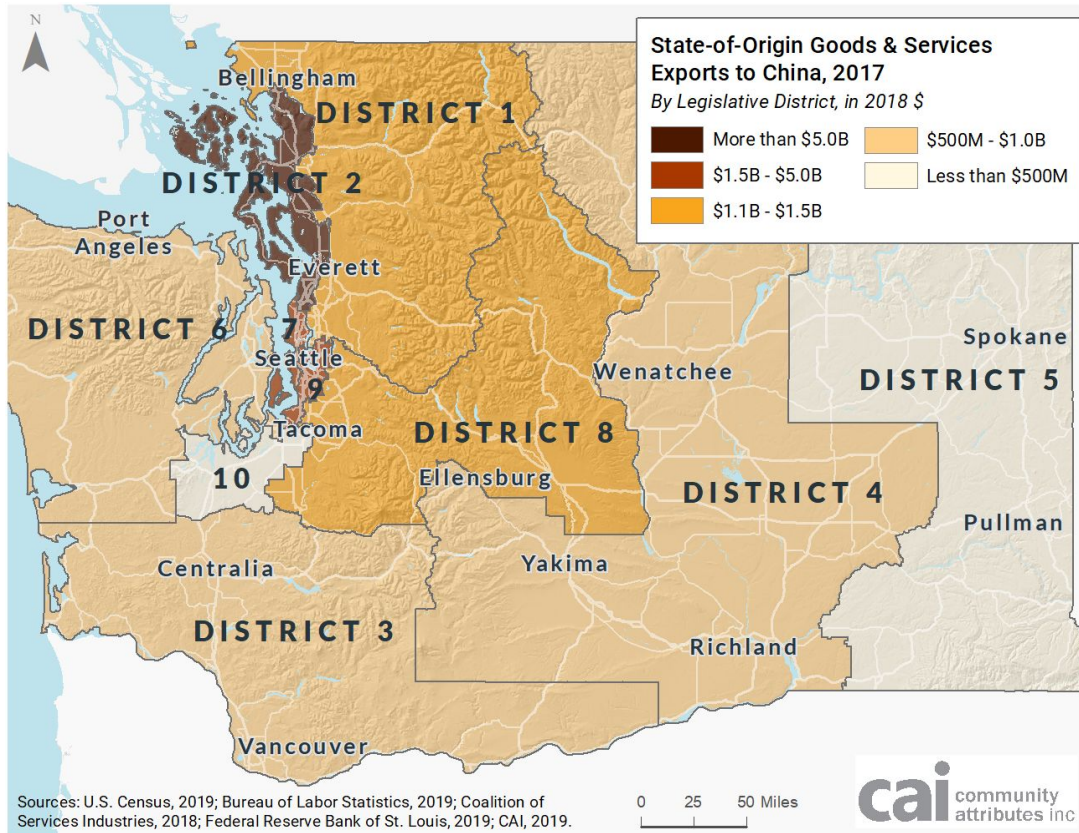 N
State-of-Origin Goods & Services
Exports to China, 2017
By Legislative District, in 2018 $
More than $5.0B
$1.5B - $5.0B
$1.1B - $1.5B
$500M - $1.0B
Less than $500M
Bellingham
DISTRICT 1
DISTRICT 2
Port
Angeles
Everett
DISTRICT 6
7
Seattle
9
Spokane
Wenatchee
DISTRICT 5
Tacoma
DISTRICT 8
10
Ellensburg
DISTRICT 4
Pullman
Centralia
Yakima
DISTRICT 3
Richland
Vancouver
Sources: U.S. Census, 2019; Bureau of Labor Statistics, 2019; Coalition of
Services Industries, 2018; Federal Reserve Bank of St. Louis, 2019; CAI, 2019.
0 25 50 Miles
cai community
attributes inc